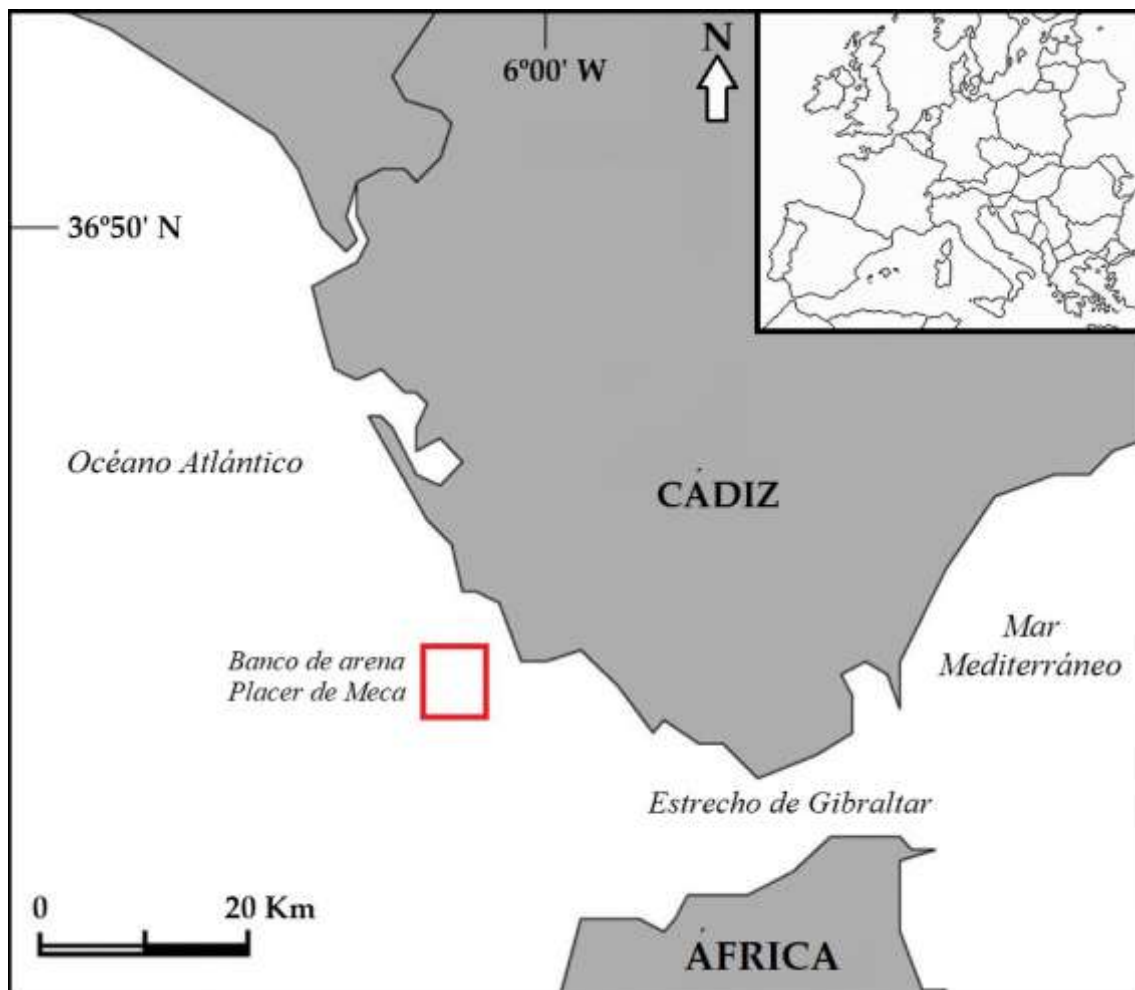 6º00' W
N
36º50' N
Océano Atlántico
CÁDIZ
Mar
Mediterráneo
Banco de arena
Placer de Meca
Estrecho de Gibraltar
0 20 Km
ÁFRICA